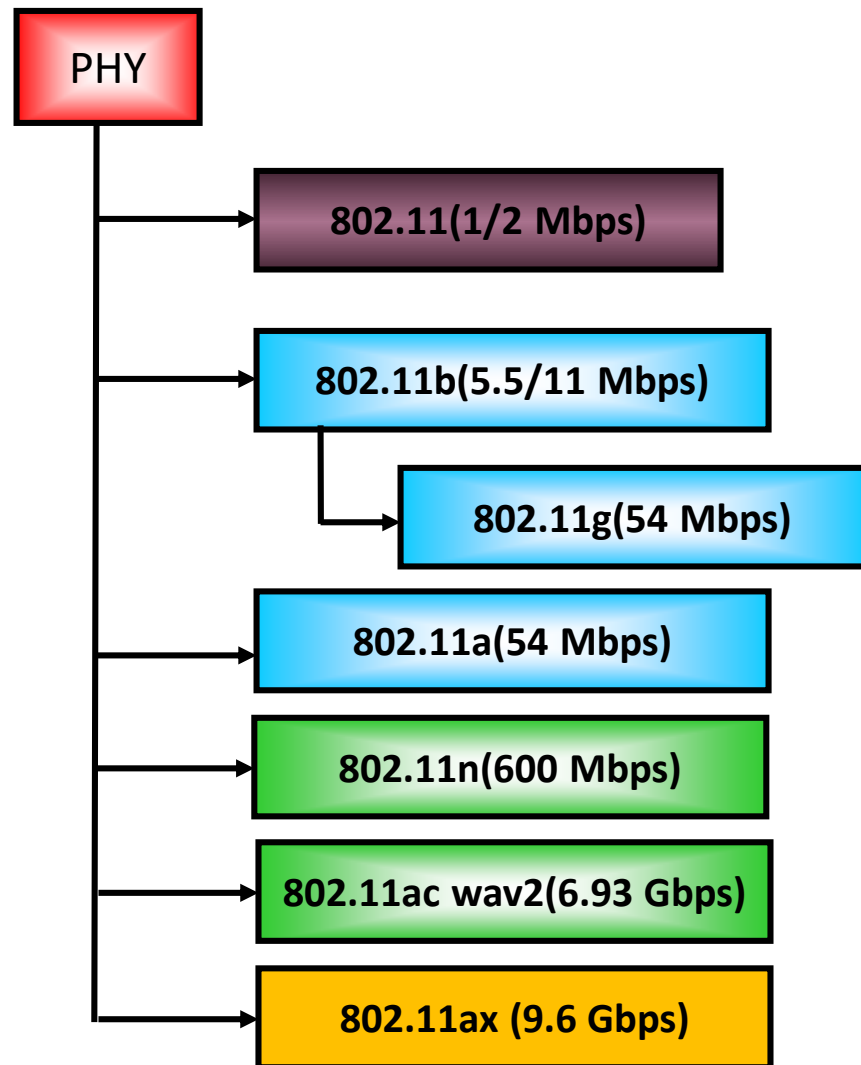 PHY
802.11(1/2 Mbps)
802.11b(5.5/11 Mbps)
802.11g(54 Mbps)
802.11a(54 Mbps)
802.11n(600 Mbps)
802.11ac wav2(6.93 Gbps)
802.11ax (9.6 Gbps)